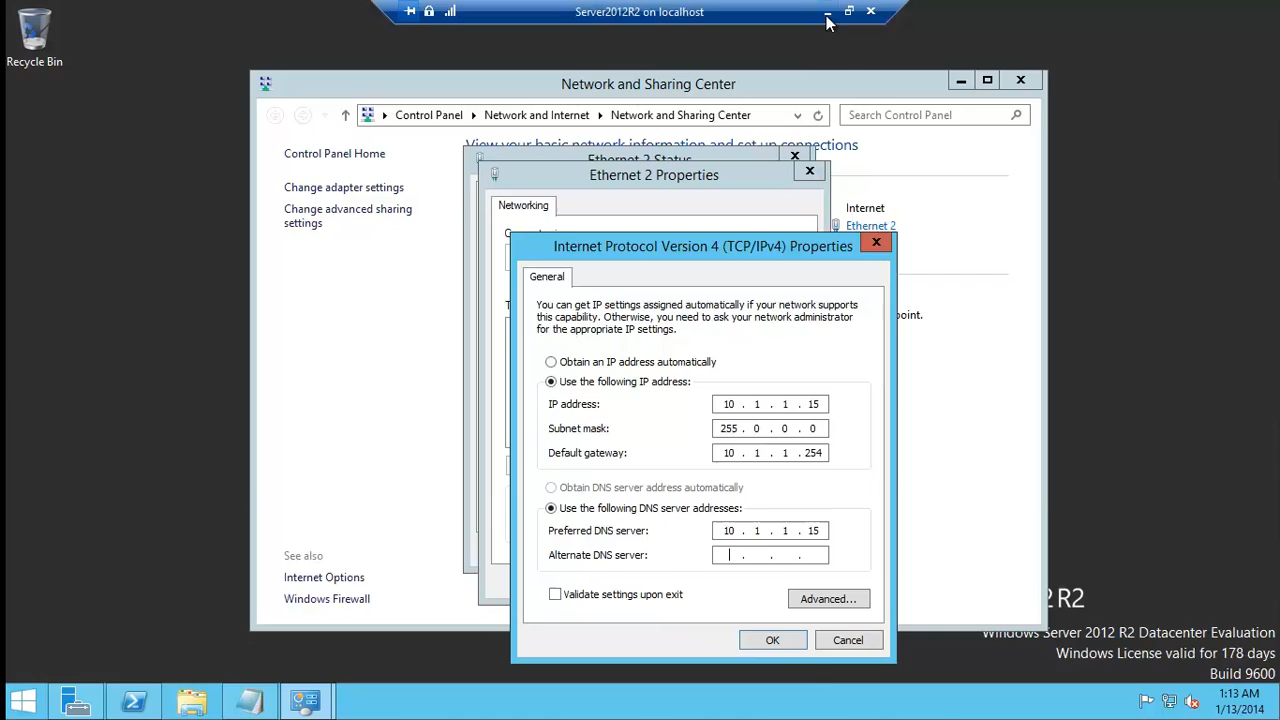 Server2012R2 on localhost
Recycle Bin
Network and Sharing Center
Control Panel
Network and Internet
Network and Sharing Center
Search Control Panel
View your basic network information and set up connections
Control Panel Home
Change adapter settings
Change advanced sharing
settings
Ethernet 2 Status
Ethernet 2 Properties
Networking
Internet
Ethernet 2
point.
Internet Protocol Version 4 (TCP/IPv4) Properties
General
You can get IP settings assigned automatically if your network supports
this capability. Otherwise, you need to ask your network administrator
for the appropriate IP settings.
Obtain an IP address automatically
Use the following IP address:
IP address: 10 . 1 . 1 . 15
Subnet mask: 255 . 0 . 0 . 0
Default gateway: 10 . 1 . 1 . 254
Obtain DNS server address automatically
Use the following DNS server addresses:
Preferred DNS server: 10 . 1 . 1 . 15
Alternate DNS server: . . .
Validate settings upon exit
Advanced...
OK
Cancel
See also
Internet Options
Windows Firewall
2 R2
Windows Server 2012 R2 Datacenter Evaluation
Windows License valid for 178 days
Build 9600
1:13 AM
1/13/2014